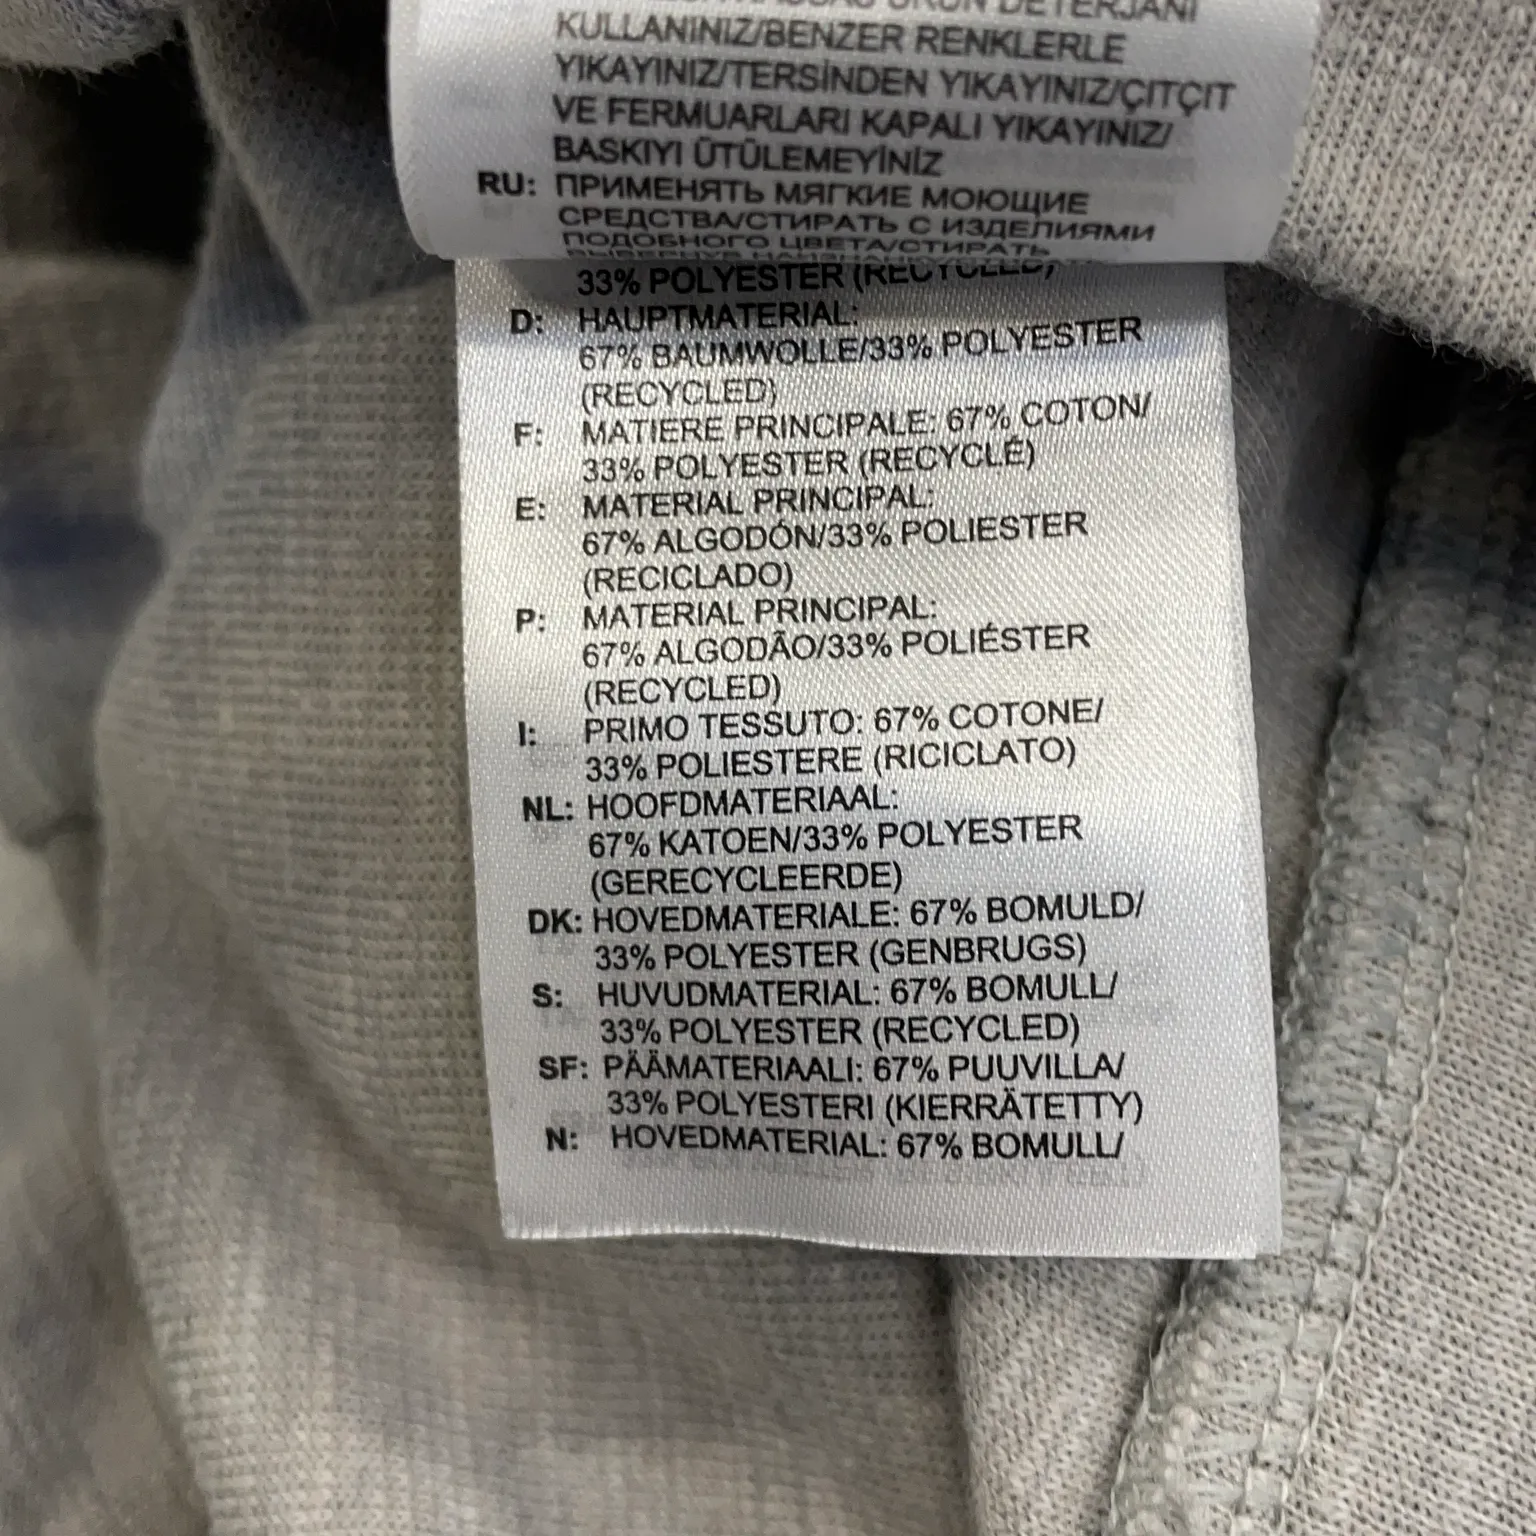 ÜRÜN DETERJANI
KULLANINIZ/BENZER RENKLERLE
YIKAYINIZ/TERSİNDEN YIKAYINIZ/ÇITÇIT
VE FERMUARLARI KAPALI YIKAYINIZ/
BASKIYI ÜTÜLEMEYİNİZ
RU: ПРИМЕНЯТЬ МЯГКИЕ МОЮЩИЕ
СРЕДСТВА/СТИРАТЬ С ИЗДЕЛИЯМИ
ПОДОБНОГО ЦВЕТА/СТИРАТЬ
33% POLYESTER (RECYCLED)/
D: HAUPTMATERIAL:
67% BAUMWOLLE/33% POLYESTER
(RECYCLED)
F: MATIERE PRINCIPALE: 67% COTON/
33% POLYESTER (RECYCLÉ)
E: MATERIAL PRINCIPAL:
67% ALGODÓN/33% POLIESTER
(RECICLADO)
P: MATERIAL PRINCIPAL:
67% ALGODÃO/33% POLIÉSTER
(RECYCLED)
I: PRIMO TESSUTO: 67% COTONE/
33% POLIESTERE (RICICLATO)
NL: HOOFDMATERIAAL:
67% KATOEN/33% POLYESTER
(GERECYCLEERDE)
DK: HOVEDMATERIALE: 67% BOMULD/
33% POLYESTER (GENBRUGS)
S: HUVUDMATERIAL: 67% BOMULL/
33% POLYESTER (RECYCLED)
SF: PÄÄMATERIAALI: 67% PUUVILLA/
33% POLYESTERI (KIERRÄTETTY)
N: HOVEDMATERIAL: 67% BOMULL/